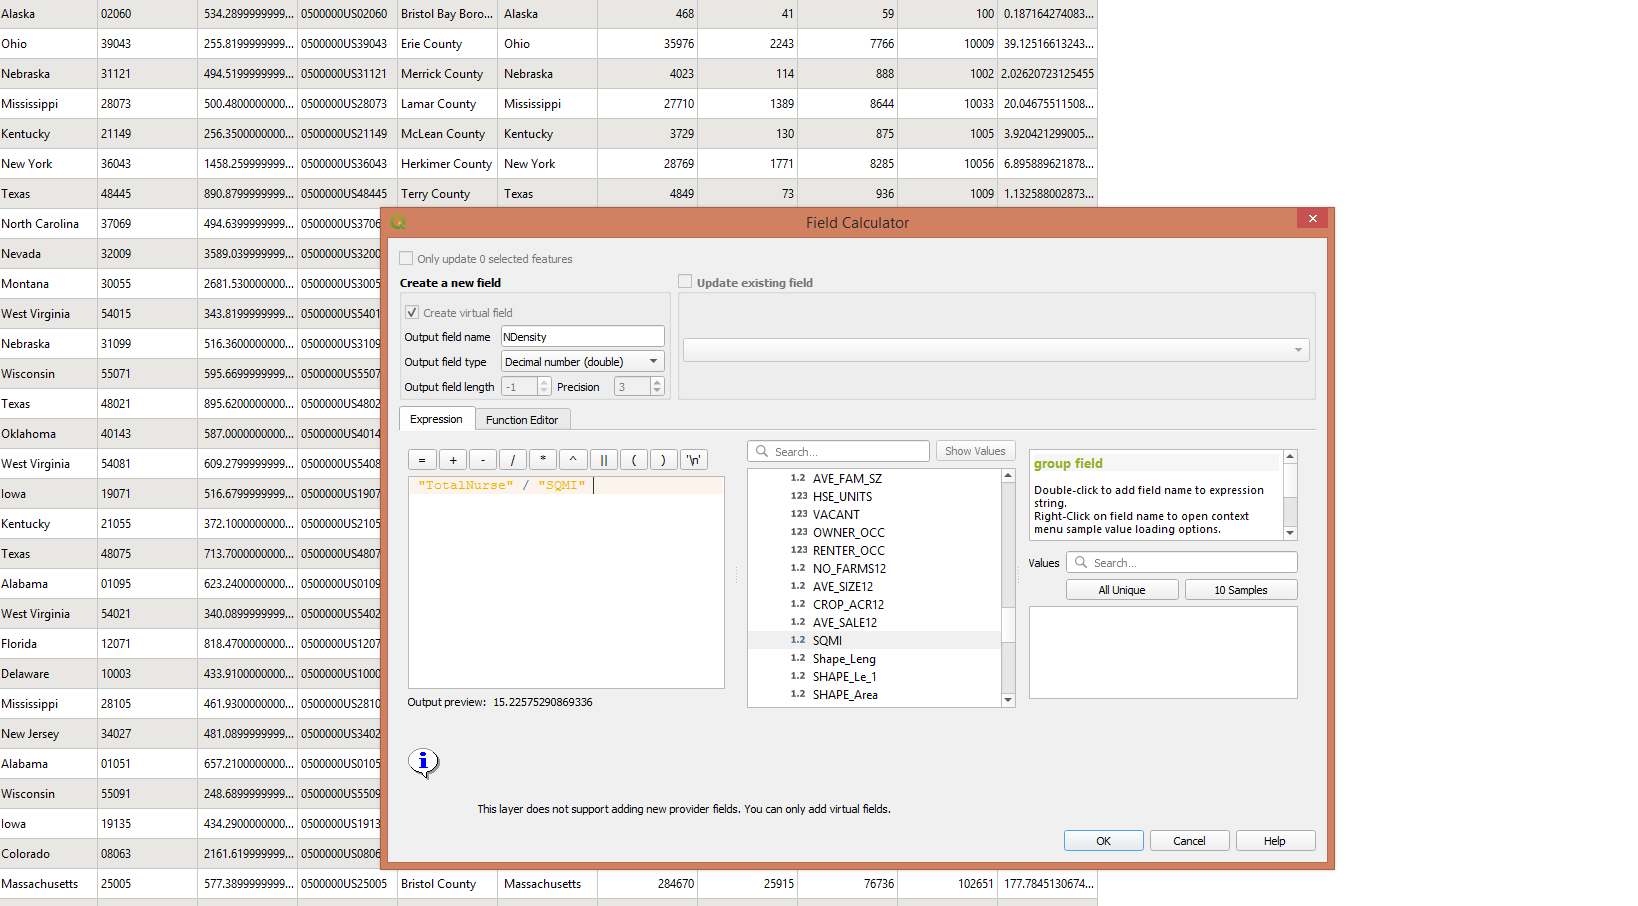 Alaska 02060 534.2899999999... 0500000US02060 Bristol Bay Boro... Alaska 468 41 59 100 0.187164274083...
Ohio 39043 255.8199999999... 0500000US39043 Erie County Ohio 35976 2243 7766 10009 39.12516613243...
Nebraska 31121 494.5199999999... 0500000US31121 Merrick County Nebraska 4023 114 888 1002 2.02620723125455
Mississippi 28073 500.4800000000... 0500000US28073 Lamar County Mississippi 27710 1389 8644 10033 20.04675511508...
Kentucky 21149 256.3500000000... 0500000US21149 McLean County Kentucky 3729 130 875 1005 3.920421299005...
New York 36043 1458.259999999... 0500000US36043 Herkimer County New York 28769 1771 8285 10056 6.895889621878...
Texas 48445 890.8799999999... 0500000US48445 Terry County Texas 4849 73 936 1009 1.132588002873...
North Carolina 37069 494.6399999999... 0500000US3706
Nevada 32009 3589.039999999... 0500000US3200
Montana 30055 2681.530000000... 0500000US3005
West Virginia 54015 343.8199999999... 0500000US5401
Nebraska 31099 516.3600000000... 0500000US3109
Wisconsin 55071 595.6699999999... 0500000US5507
Texas 48021 895.6200000000... 0500000US4802
Oklahoma 40143 587.0000000000... 0500000US4014
West Virginia 54081 609.2799999999... 0500000US5408
Iowa 19071 516.6799999999... 0500000US1907
Kentucky 21055 372.1000000000... 0500000US2105
Texas 48075 713.7000000000... 0500000US4807
Alabama 01095 623.2400000000... 0500000US0109
West Virginia 54021 340.0899999999... 0500000US5402
Florida 12071 818.4700000000... 0500000US1207
Delaware 10003 433.9100000000... 0500000US1000
Mississippi 28105 461.9300000000... 0500000US2810
New Jersey 34027 481.0899999999... 0500000US3402
Alabama 01051 657.2100000000... 0500000US0105
Wisconsin 55091 248.6899999999... 0500000US5509
Iowa 19135 434.2900000000... 0500000US1913
Colorado 08063 2161.619999999... 0500000US0806
Massachusetts 25005 577.3899999999... 0500000US25005 Bristol County Massachusetts 284670 25915 76736 102651 177.7845130674...
Field Calculator
Only update 0 selected features
Create a new field
Update existing field
Create virtual field
Output field name NDensity
Output field type Decimal number (double)
Output field length -1 Precision 3
Expression Function Editor
= + - / * ^ || ( ) '\n'
"TotalNurse" / "SQMI"
Output preview: 15.22575290869336
Search... Show Values
1.2 AVE_FAM_SZ
123 HSE_UNITS
123 VACANT
123 OWNER_OCC
123 RENTER_OCC
1.2 NO_FARMS12
1.2 AVE_SIZE12
1.2 CROP_ACR12
1.2 AVE_SALE12
1.2 SQMI
1.2 Shape_Leng
1.2 SHAPE_Le_1
1.2 SHAPE_Area
group field
Double-click to add field name to expression
string.
Right-Click on field name to open context
menu sample value loading options.
Values Search...
All Unique 10 Samples
This layer does not support adding new provider fields. You can only add virtual fields.
OK Cancel Help